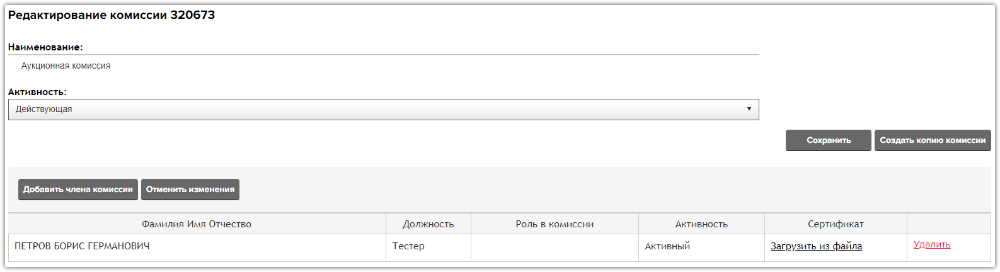 Редактирование комиссии 320673
Наименование:
Аукционная комиссия
Активность:
Действующая
Сохранить Создать копию комиссии
Добавить члена комиссии Отменить изменения
Фамилия Имя Отчество Должность Роль в комиссии Активность Сертификат
ПЕТРОВ БОРИС ГЕРМАНОВИЧ Тестер Активный Загрузить из файла Удалить